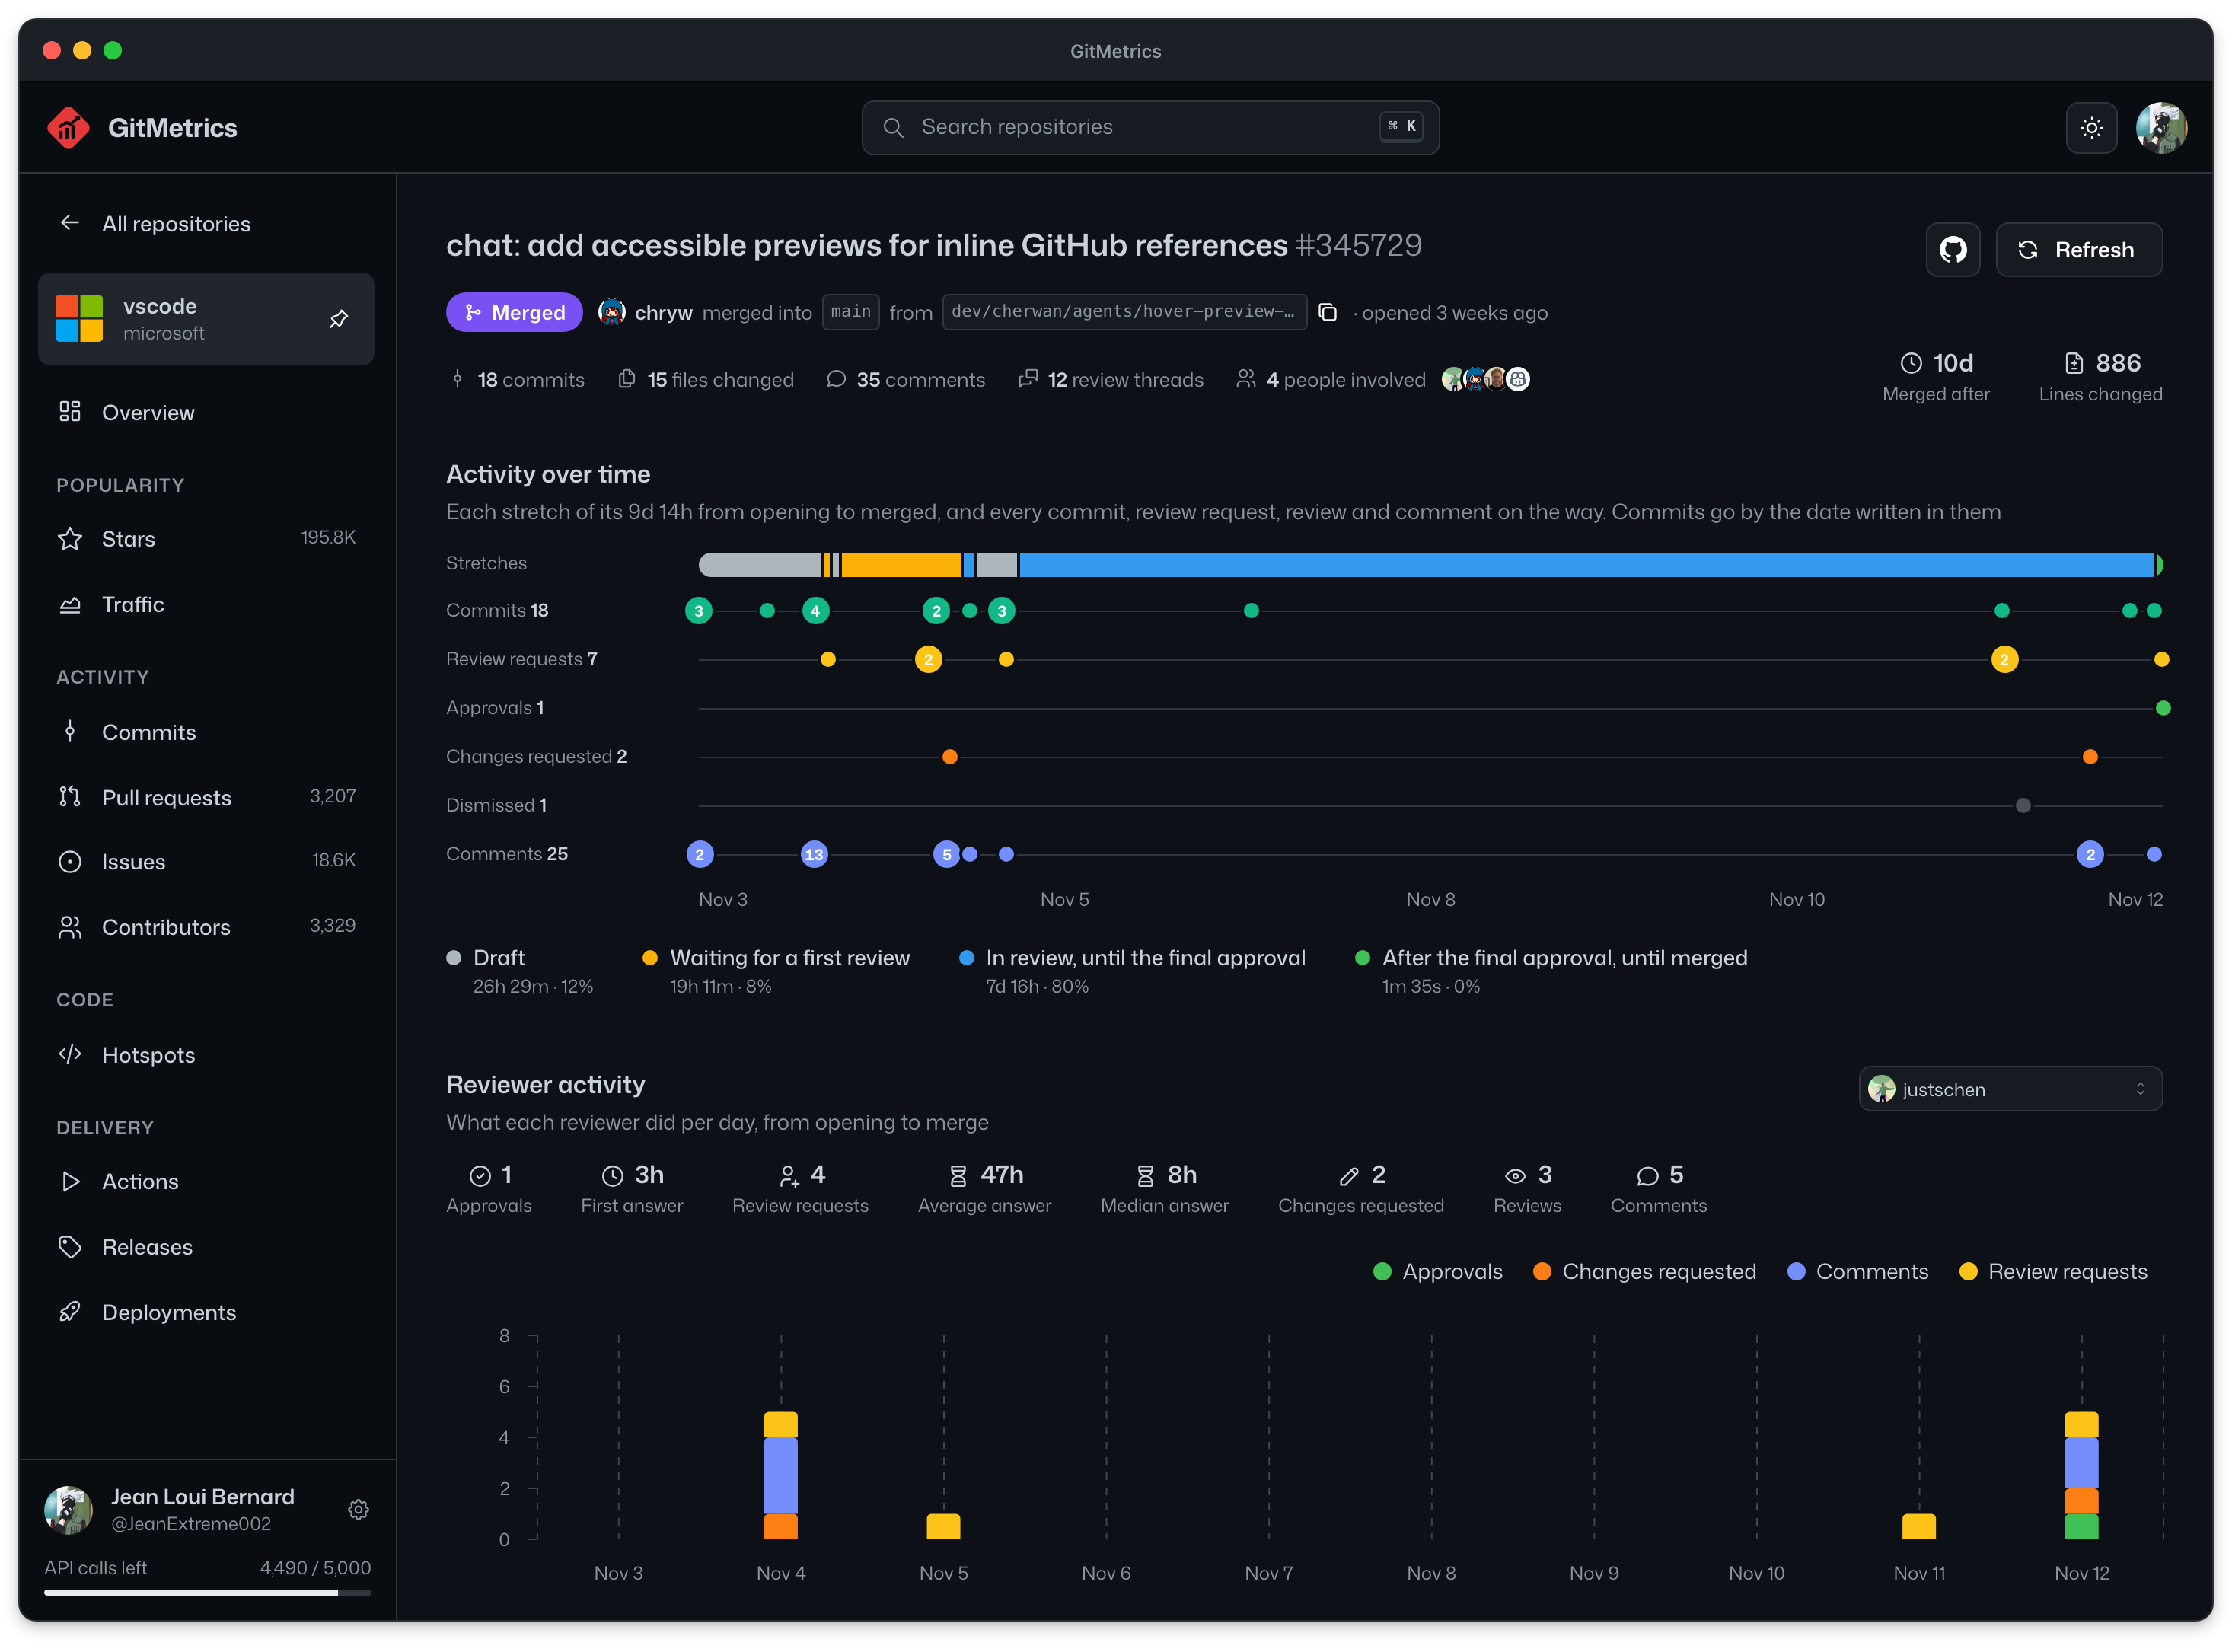 GitMetrics
GitMetrics
Search repositories
⌘ K
All repositories
vscode
microsoft
Overview
POPULARITY
Stars 195.8K
Traffic
ACTIVITY
Commits
Pull requests 3,207
Issues 18.6K
Contributors 3,329
CODE
Hotspots
DELIVERY
Actions
Releases
Deployments
Jean Loui Bernard
@JeanExtreme002
API calls left 4,490 / 5,000
chat: add accessible previews for inline GitHub references #345729
Refresh
Merged chryw merged into main from dev/cherwan/agents/hover-preview-… · opened 3 weeks ago
18 commits 15 files changed 35 comments 12 review threads 4 people involved
10d
Merged after
886
Lines changed
Activity over time
Each stretch of its 9d 14h from opening to merged, and every commit, review request, review and comment on the way. Commits go by the date written in them
Stretches
Commits 18 3 4 2 3
Review requests 7 2 2
Approvals 1
Changes requested 2
Dismissed 1
Comments 25 2 13 5 2
Nov 3 Nov 5 Nov 8 Nov 10 Nov 12
Draft
26h 29m · 12%
Waiting for a first review
19h 11m · 8%
In review, until the final approval
7d 16h · 80%
After the final approval, until merged
1m 35s · 0%
Reviewer activity
What each reviewer did per day, from opening to merge
justschen
1
Approvals
3h
First answer
4
Review requests
47h
Average answer
8h
Median answer
2
Changes requested
3
Reviews
5
Comments
Approvals Changes requested Comments Review requests
8
6
4
2
0
Nov 3 Nov 4 Nov 5 Nov 6 Nov 7 Nov 8 Nov 9 Nov 10 Nov 11 Nov 12